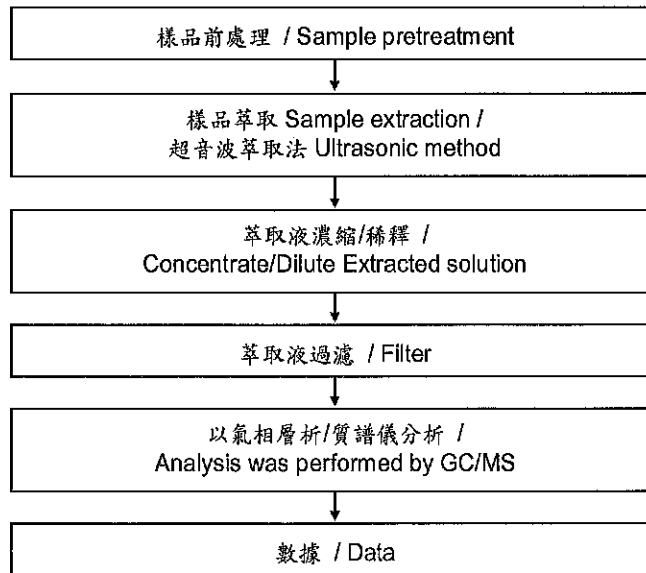 樣品前處理 / Sample pretreatment
樣品萃取 Sample extraction /
超音波萃取法 Ultrasonic method
萃取液濃縮/稀釋 /
Concentrate/Dilute Extracted solution
萃取液過濾 / Filter
以氣相層析/質譜儀分析 /
Analysis was performed by GC/MS
數據 / Data